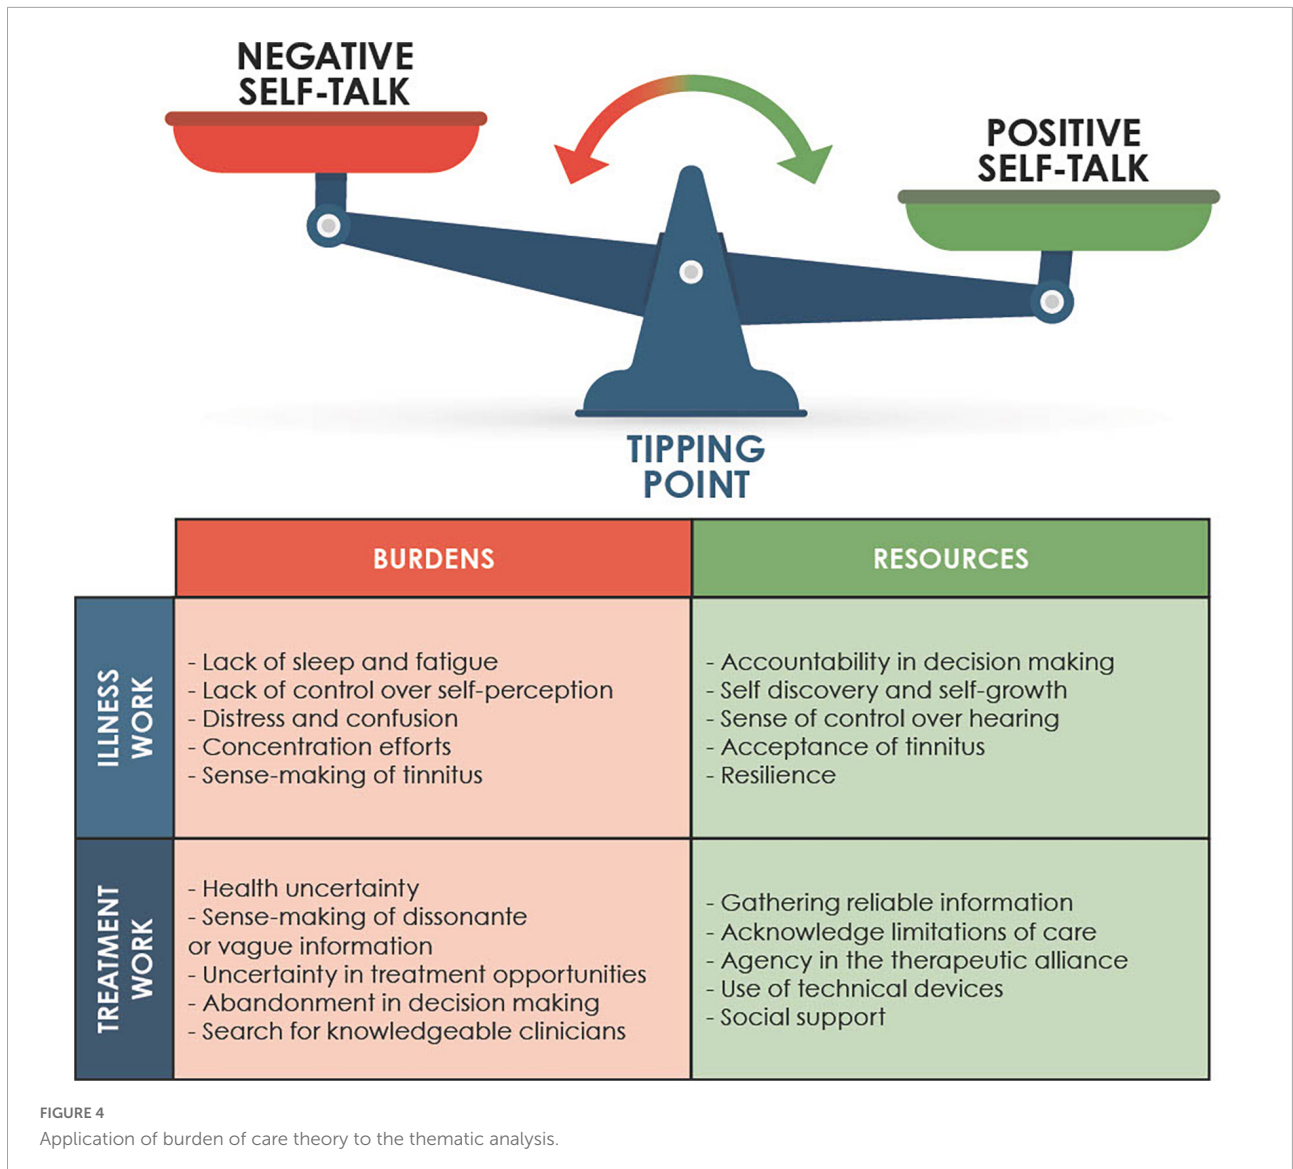 NEGATIVE
SELF-TALK
POSITIVE
SELF-TALK
TIPPING
POINT
BURDENS
RESOURCES
ILLNESS
WORK
- Lack of sleep and fatigue
- Lack of control over self-perception
- Distress and confusion
- Concentration efforts
- Sense-making of tinnitus
- Accountability in decision making
- Self discovery and self-growth
- Sense of control over hearing
- Acceptance of tinnitus
- Resilience
TREATMENT
WORK
- Health uncertainty
- Sense-making of dissonante
or vague information
- Uncertainty in treatment opportunities
- Abandonment in decision making
- Search for knowledgeable clinicians
- Gathering reliable information
- Acknowledge limitations of care
- Agency in the therapeutic alliance
- Use of technical devices
- Social support
FIGURE 4
Application of burden of care theory to the thematic analysis.